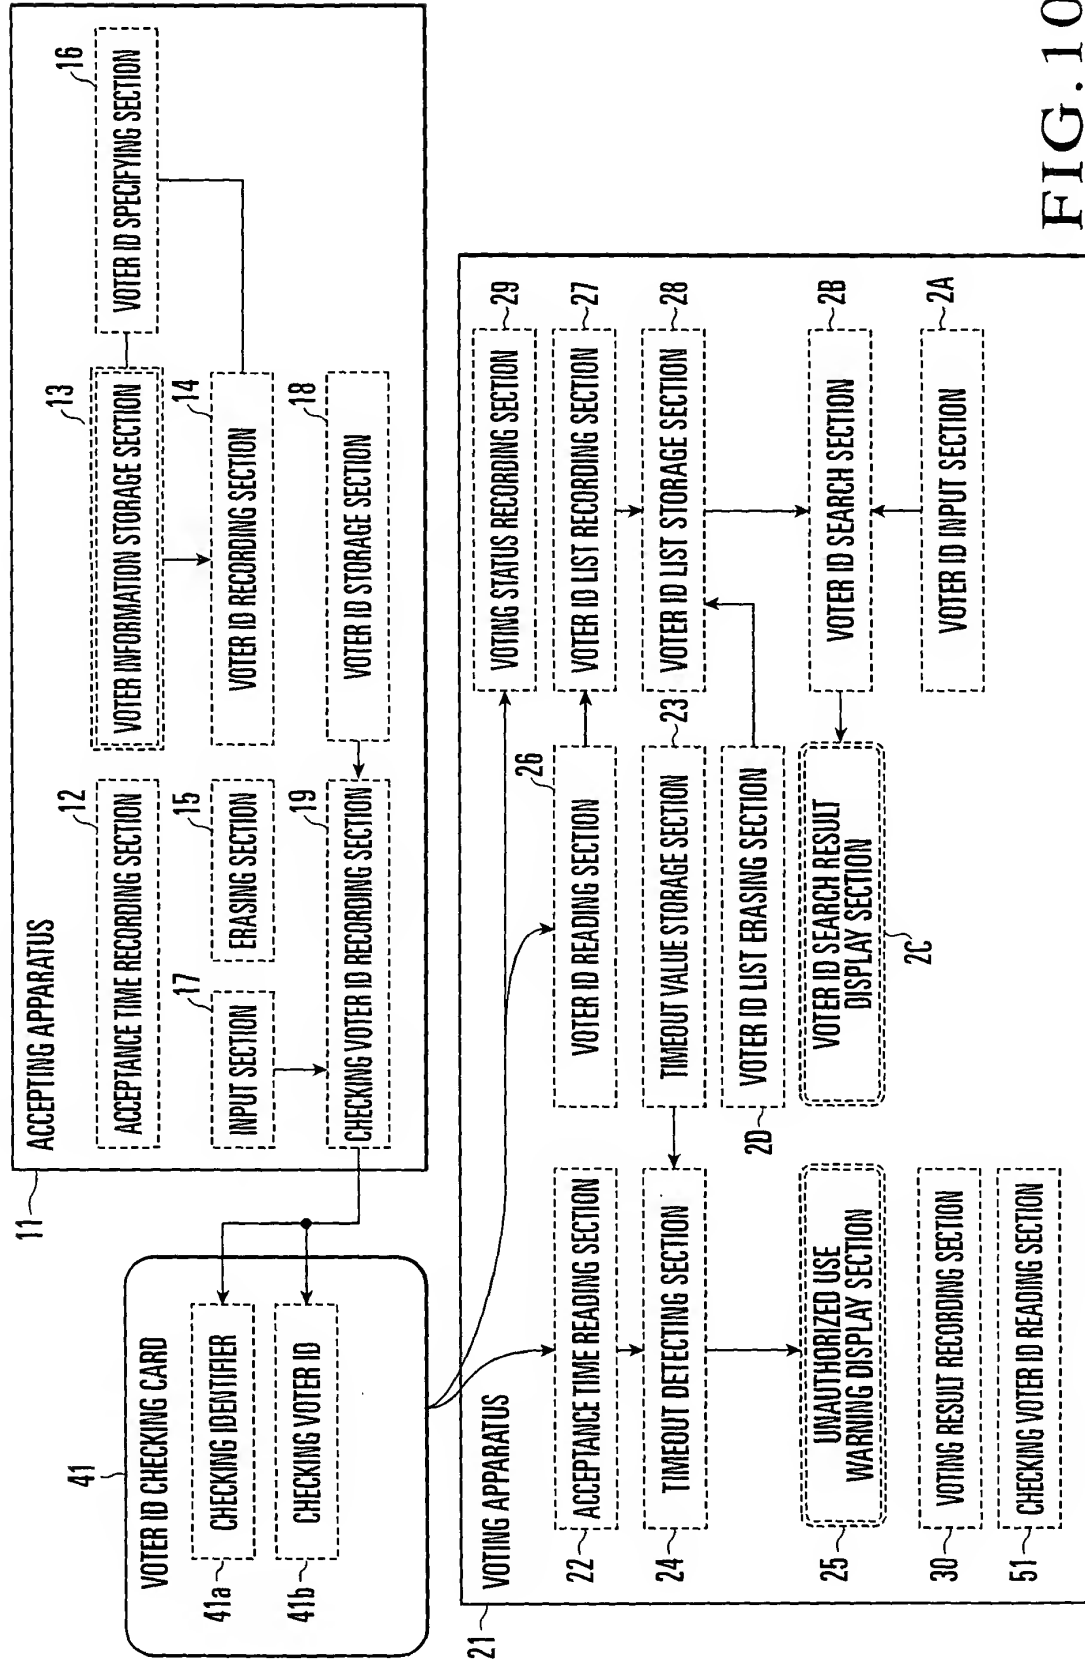 41
VOTER ID CHECKING CARD
41a
CHECKING IDENTIFIER
41b
CHECKING VOTER ID
11
ACCEPTING APPARATUS
12
ACCEPTANCE TIME RECORDING SECTION
13
VOTER INFORMATION STORAGE SECTION
16
VOTER ID SPECIFYING SECTION
17
INPUT SECTION
15
ERASING SECTION
14
VOTER ID RECORDING SECTION
19
CHECKING VOTER ID RECORDING SECTION
18
VOTER ID STORAGE SECTION
21
VOTING APPARATUS
29
VOTING STATUS RECORDING SECTION
22
ACCEPTANCE TIME READING SECTION
26
VOTER ID READING SECTION
27
VOTER ID LIST RECORDING SECTION
24
TIMEOUT DETECTING SECTION
23
TIMEOUT VALUE STORAGE SECTION
28
VOTER ID LIST STORAGE SECTION
2D
VOTER ID LIST ERASING SECTION
25
UNAUTHORIZED USE
WARNING DISPLAY SECTION
VOTER ID SEARCH RESULT
DISPLAY SECTION
2C
2B
VOTER ID SEARCH SECTION
30
VOTING RESULT RECORDING SECTION
2A
VOTER ID INPUT SECTION
51
CHECKING VOTER ID READING SECTION
FIG.10